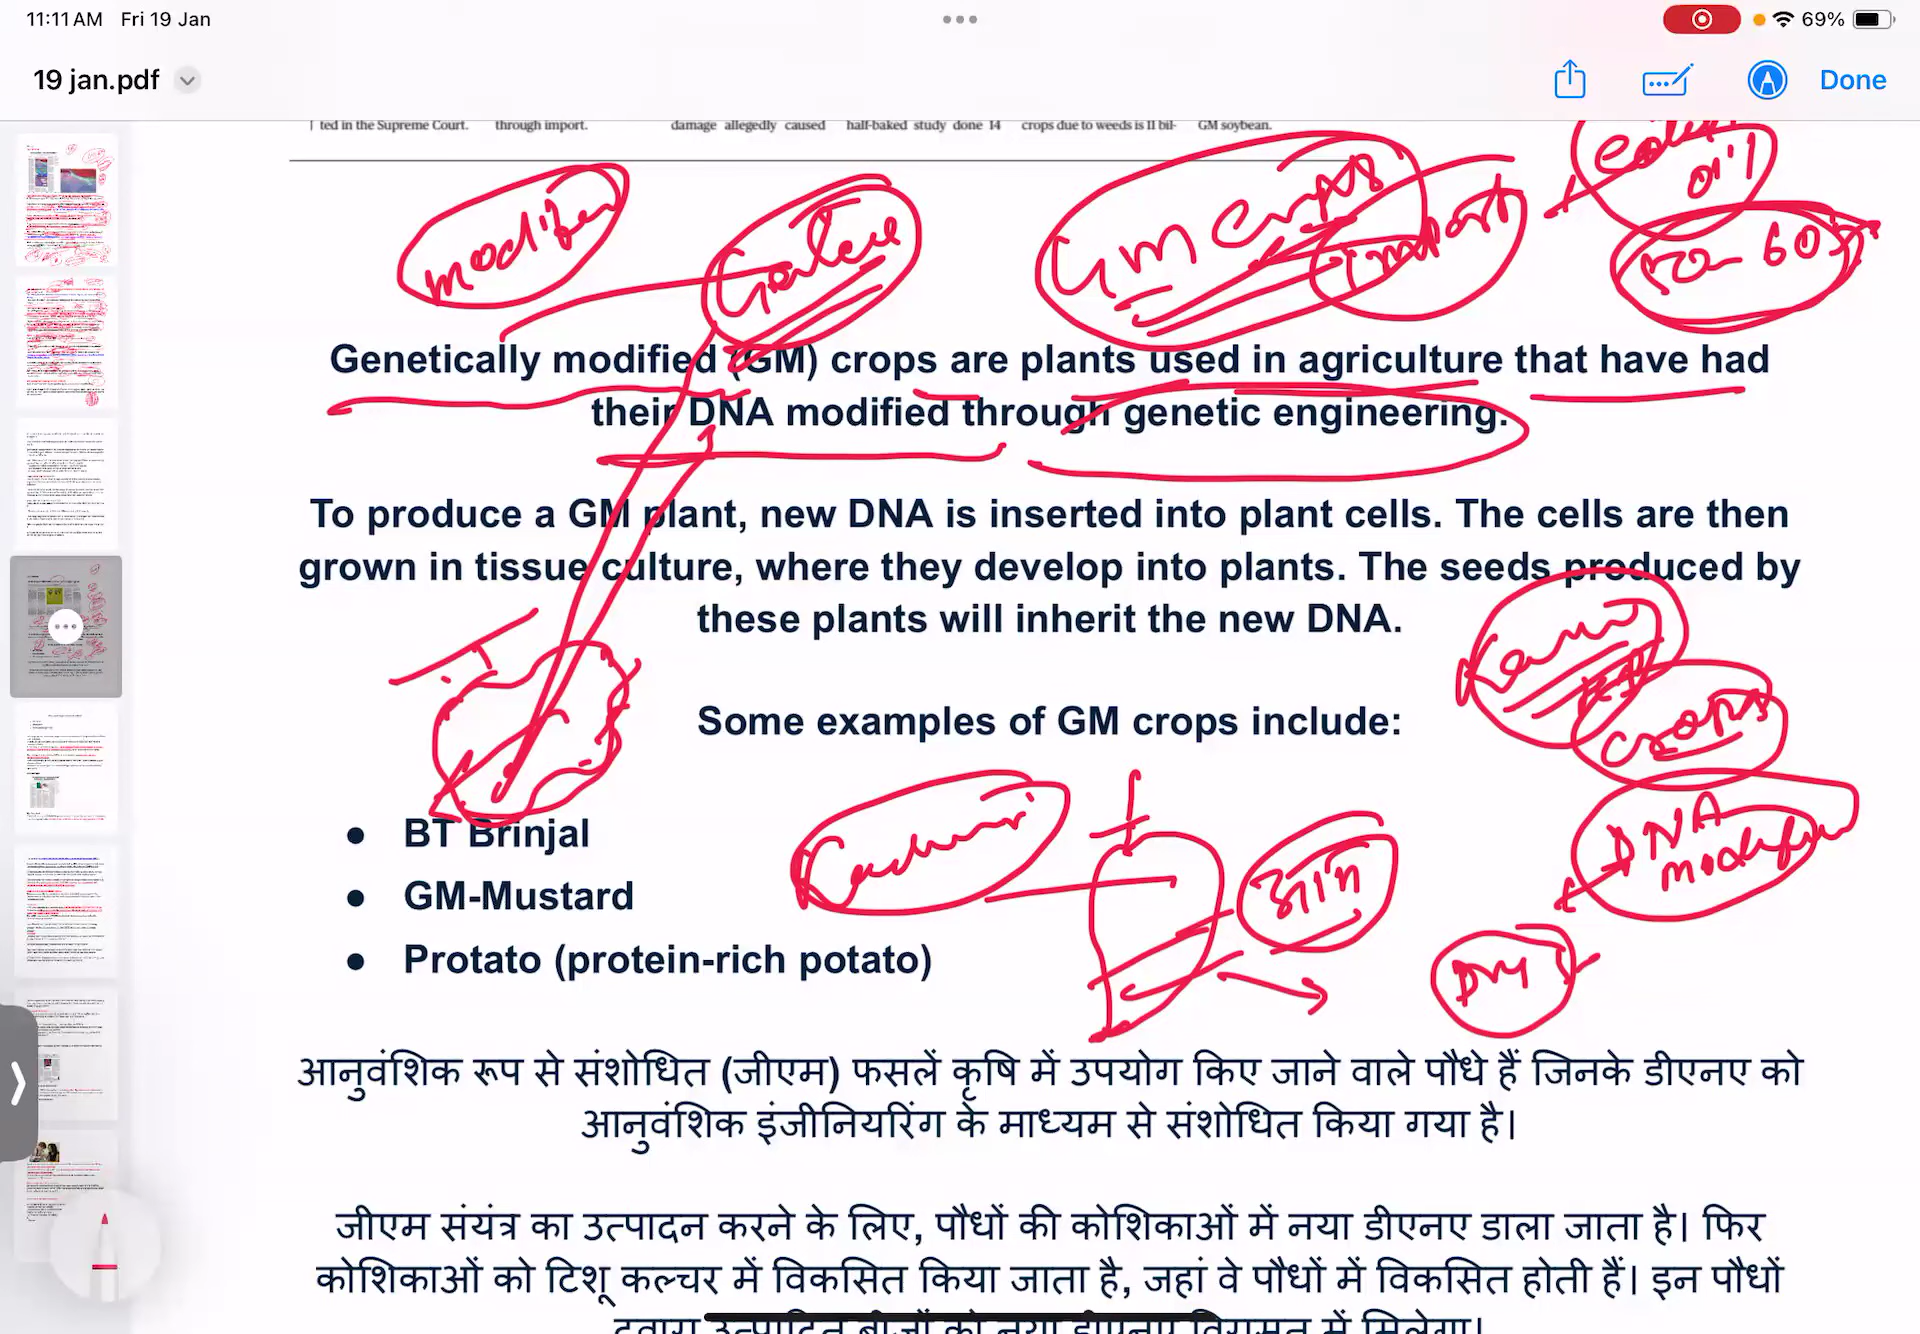 11:11 AM Fri 19 Jan
69%
19 jan.pdf
Done
ted in the Supreme Court. through import. damage allegedly caused half-baked study done 14 crops due to weeds is 11 bil- GM soybean.
modified
GM Crops
import
oil
Genetically modified (GM) crops are plants used in agriculture that have had
their DNA modified through genetic engineering.
To produce a GM plant, new DNA is inserted into plant cells. The cells are then
grown in tissue culture, where they develop into plants. The seeds produced by
these plants will inherit the new DNA.
crops
Some examples of GM crops include:
DNA
BT Brinjal
GM-Mustard
Protato (protein-rich potato)
आनुवंशिक रूप से संशोधित (जीएम) फसलें कृषि में उपयोग किए जाने वाले पौधे हैं जिनके डीएनए को
आनुवंशिक इंजीनियरिंग के माध्यम से संशोधित किया गया है।
जीएम संयंत्र का उत्पादन करने के लिए, पौधों की कोशिकाओं में नया डीएनए डाला जाता है। फिर
कोशिकाओं को टिशू कल्चर में विकसित किया जाता है, जहां वे पौधों में विकसित होती हैं। इन पौधों
द्वारा उत्पादित बीजों को नया डीएनए विरासत में मिलेगा।